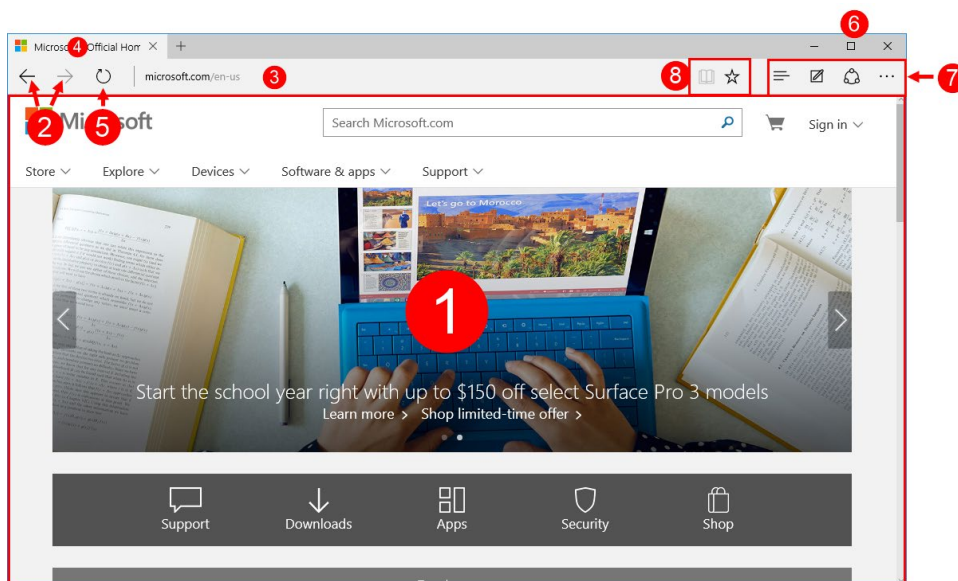 6
Microso 4 Official Hom
microsoft.com/en-us 3 8 7
2 Mi 5 soft Search Microsoft.com Sign in
Store Explore Devices Software & apps Support
Let's go to Morocco
1
Start the school year right with up to $150 off select Surface Pro 3 models
Learn more > Shop limited-time offer >
Support Downloads Apps Security Shop